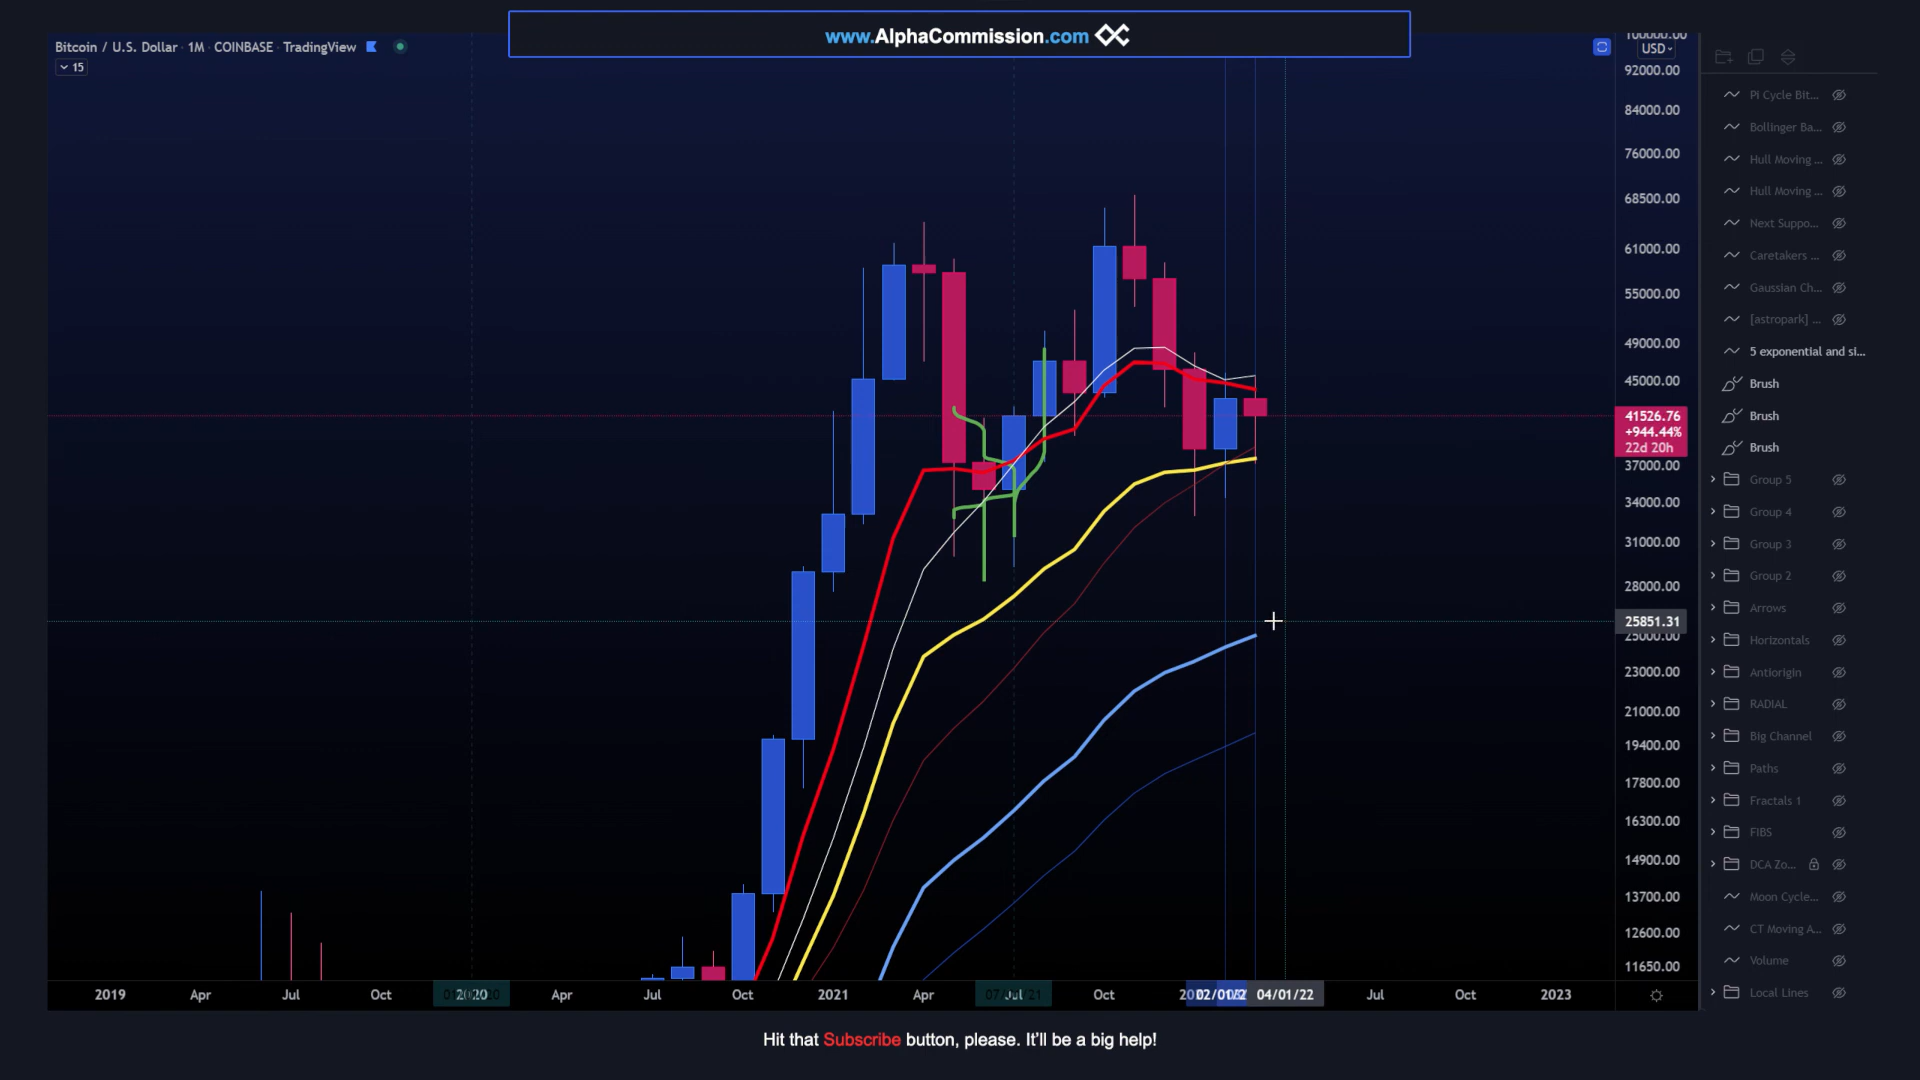 www.AlphaCommission.com
Bitcoin / U.S. Dollar · 1M · COINBASE · TradingView
15
100000.00
USD
92000.00
84000.00
76000.00
68500.00
61000.00
55000.00
49000.00
45000.00
41526.76
+944.44%
22d 20h
37000.00
34000.00
31000.00
28000.00
25851.31
25000.00
23000.00
21000.00
19400.00
17800.00
16300.00
14900.00
13700.00
12600.00
11650.00
2019 Apr Jul Oct 2020 Apr Jul Oct 2021 Apr Jul Oct 02/01/2 04/01/22 Jul Oct 2023
Pi Cycle Bit...
Bollinger Ba...
Hull Moving ...
Hull Moving ...
Next Suppo...
Caretakers ...
Gaussian Ch...
[astropark] ...
5 exponential and si...
Brush
Brush
Brush
Group 5
Group 4
Group 3
Group 2
Arrows
Horizontals
Antiorigin
RADIAL
Big Channel
Paths
Fractals 1
FIBS
DCA Zo...
Moon Cycle...
CT Moving A...
Volume
Local Lines
Hit that Subscribe button, please. It'll be a big help!